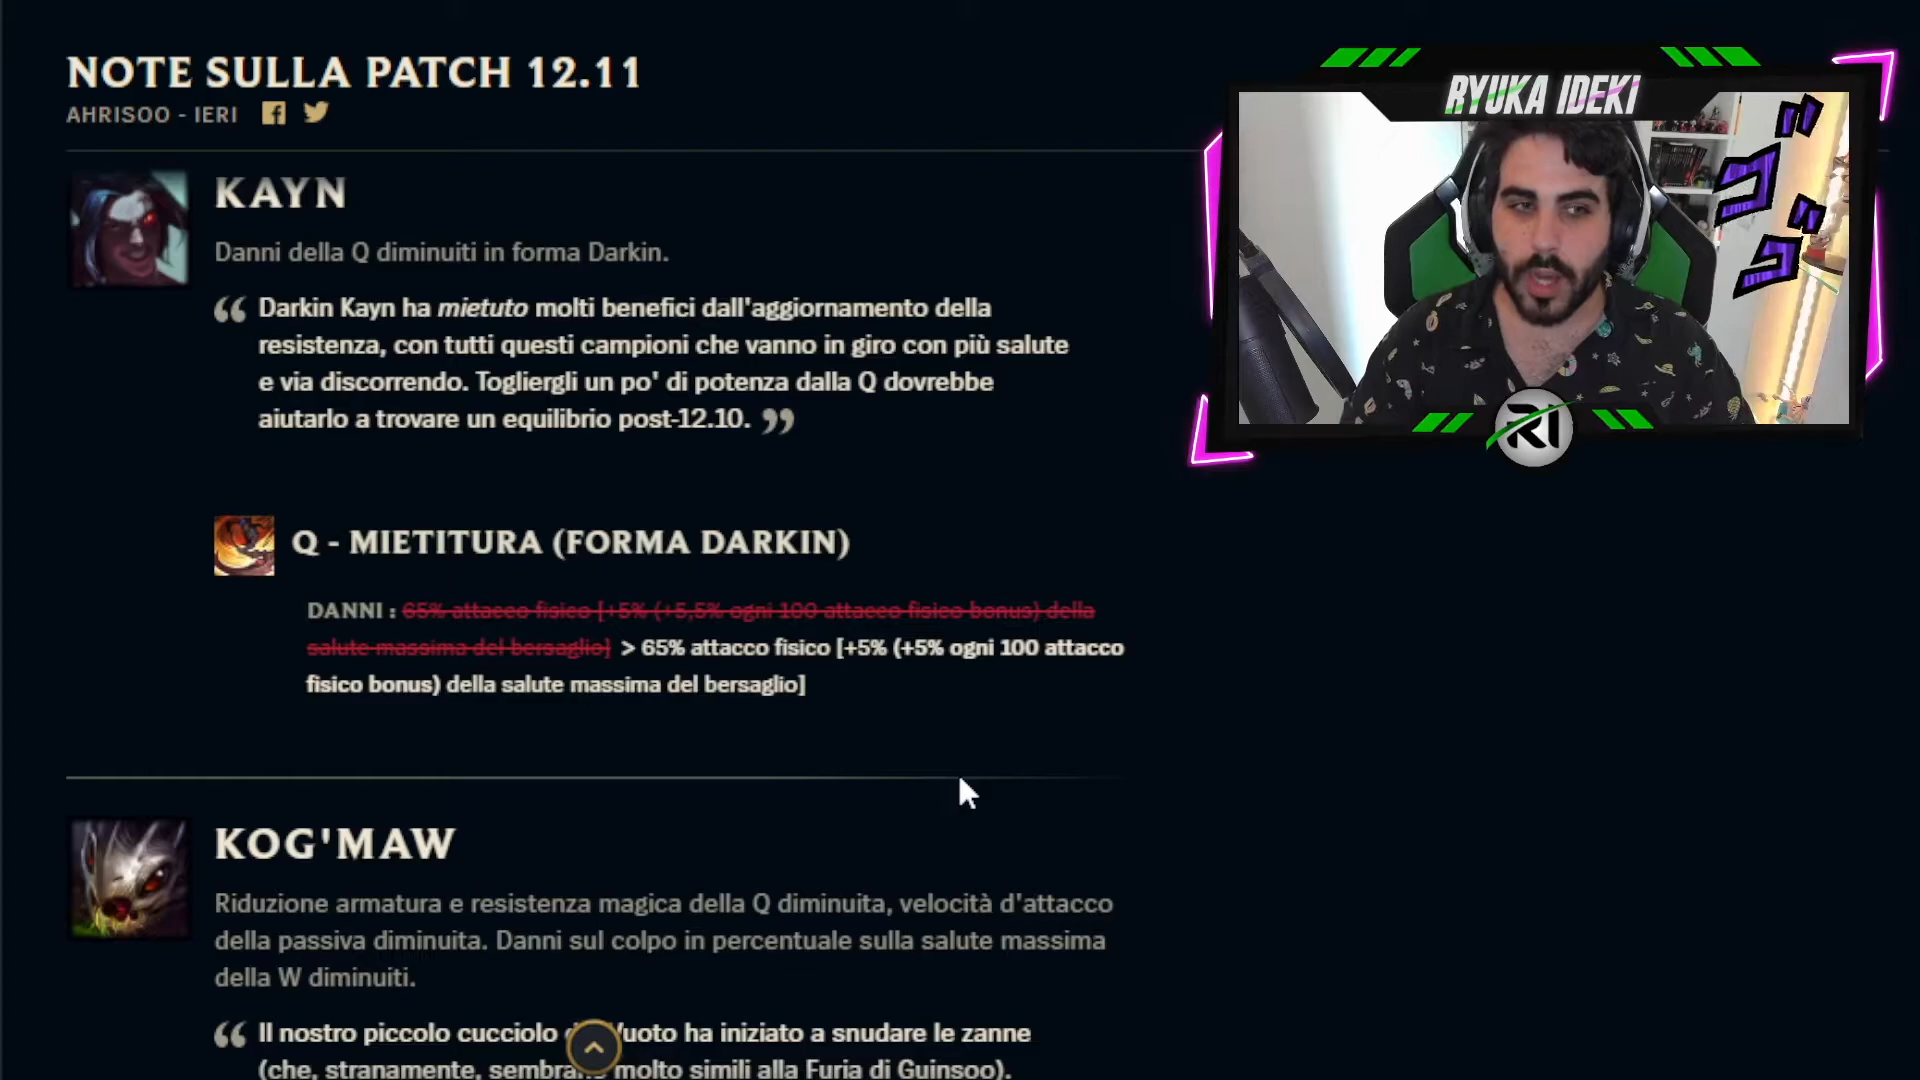 NOTE SULLA PATCH 12.11
AHRISOO - IERI
RYUKA IDEKI
KAYN
Danni della Q diminuiti in forma Darkin.
“ Darkin Kayn ha mietuto molti benefici dall'aggiornamento della
resistenza, con tutti questi campioni che vanno in giro con più salute
e via discorrendo. Togliergli un po' di potenza dalla Q dovrebbe
aiutarlo a trovare un equilibrio post-12.10. ”
RI
Q - MIETITURA (FORMA DARKIN)
DANNI : 65% attacco fisico [+5% (+5,5% ogni 100 attacco fisico bonus) della
salute massima del bersaglio] > 65% attacco fisico [+5% (+5% ogni 100 attacco
fisico bonus) della salute massima del bersaglio]
KOG'MAW
Riduzione armatura e resistenza magica della Q diminuita, velocità d'attacco
della passiva diminuita. Danni sul colpo in percentuale sulla salute massima
della W diminuiti.
“ Il nostro piccolo cucciolo ha iniziato a snudare le zanne
(che, stranamente, molto simili alla Furia di Guinsoo).